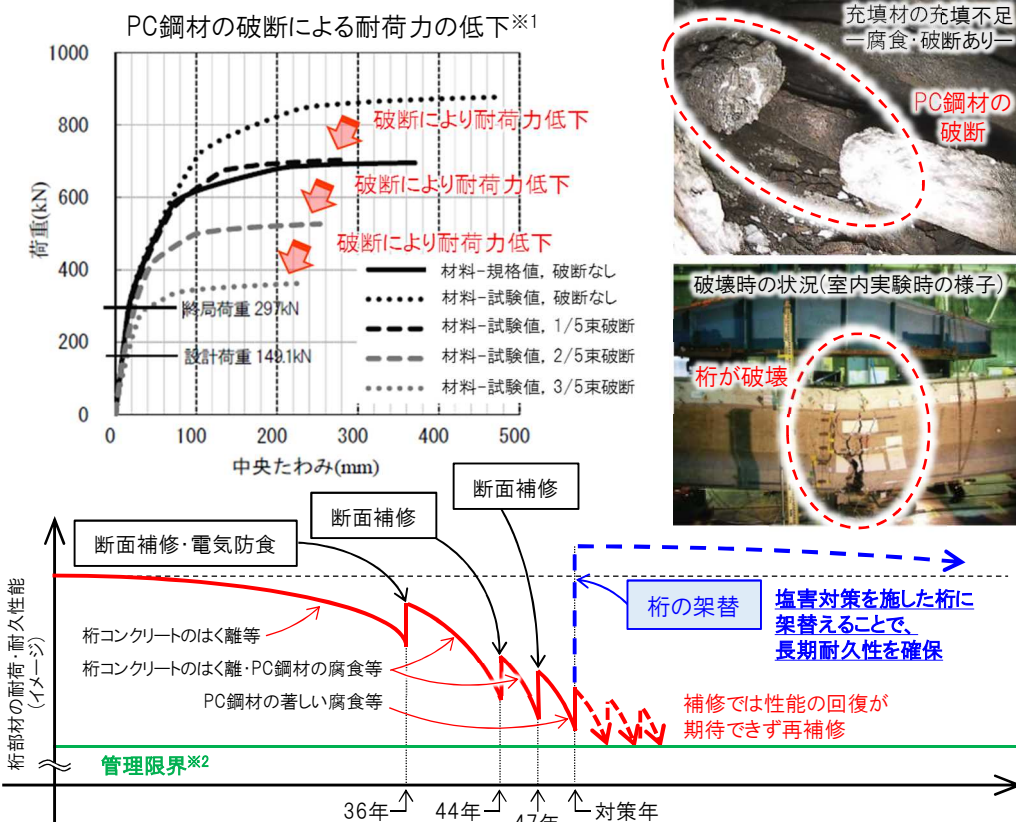 PC鋼材の破断による耐荷力の低下※1
1000
800
600
400
200
0
荷重(kN)
0
100
200
300
400
500
中央たわみ(mm)
破断により耐荷力低下
破断により耐荷力低下
破断により耐荷力低下
終局荷重 297kN
設計荷重 149.1kN
材料-規格値, 破断なし
材料-試験値, 破断なし
材料-試験値, 1/5束破断
材料-試験値, 2/5束破断
材料-試験値, 3/5束破断
充填材の充填不足
―腐食・破断あり―
PC鋼材の
破断
破壊時の状況(室内実験時の様子)
桁が破壊
桁部材の耐荷・耐久性能
(イメージ)
断面補修・電気防食
断面補修
断面補修
桁コンクリートのはく離等
桁コンクリートのはく離・PC鋼材の腐食等
PC鋼材の著しい腐食等
桁の架替
塩害対策を施した桁に
架替えることで、
長期耐久性を確保
補修では性能の回復が
期待できず再補修
管理限界※2
36年
44年
47年
対策年